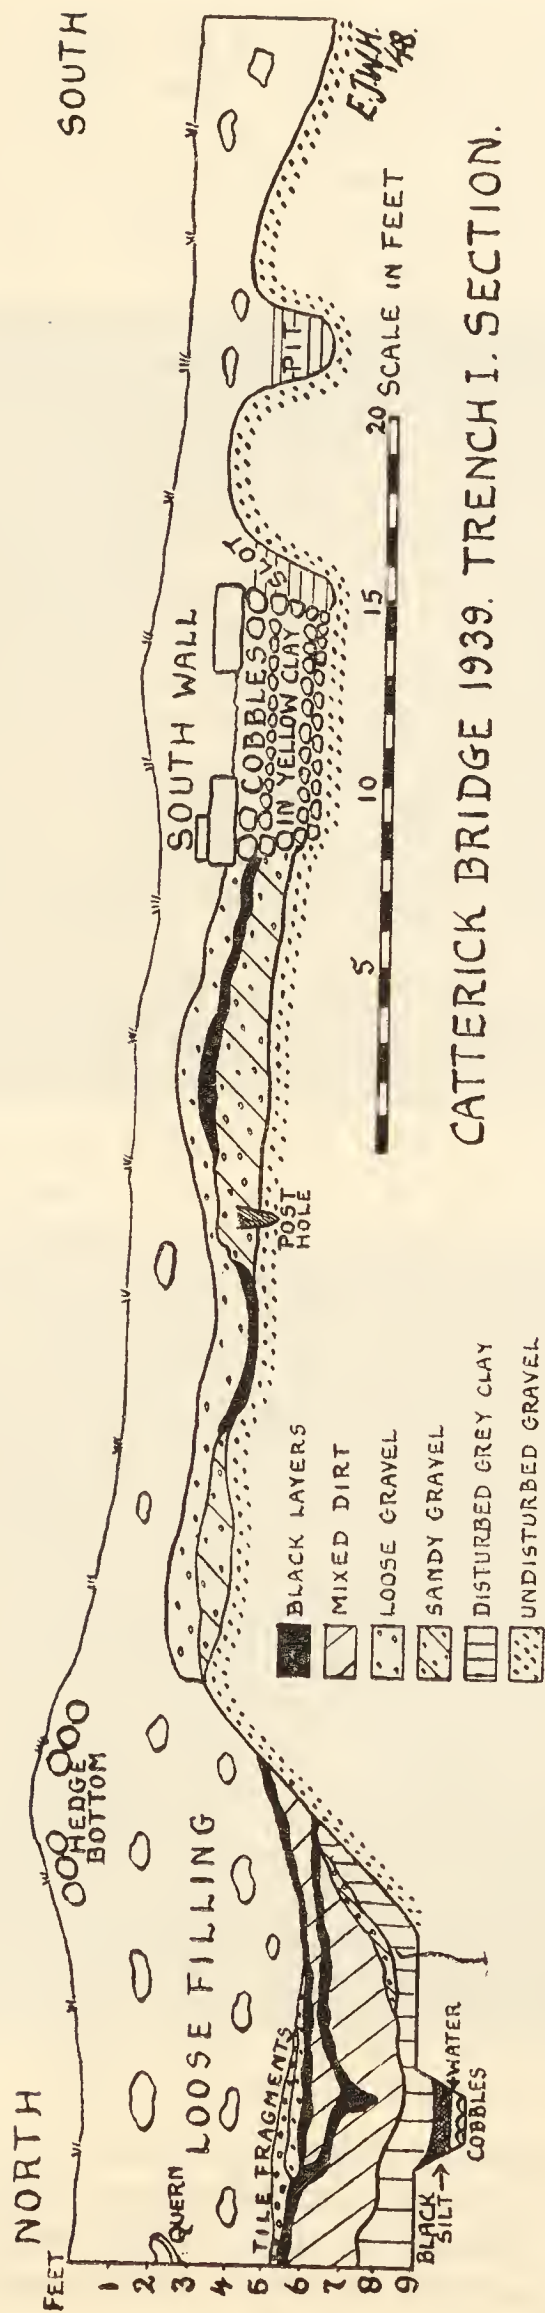 NORTH
SOUTH
FEET
1
2
3
4
5
6
7
8
9
QUERN
HEDGE
BOTTOM
LOOSE FILLING
TILE FRAGMENTS
BLACK
SILT
WATER
COBBLES
POST
HOLE
SOUTH WALL
COBBLES
IN YELLOW CLAY
PIT
BLACK LAYERS
MIXED DIRT
LOOSE GRAVEL
SANDY GRAVEL
DISTURBED GREY CLAY
UNDISTURBED GRAVEL
5
10
15
20 SCALE IN FEET
E.J.W.H.
1/48.
CATTERICK BRIDGE 1939. TRENCH I. SECTION.